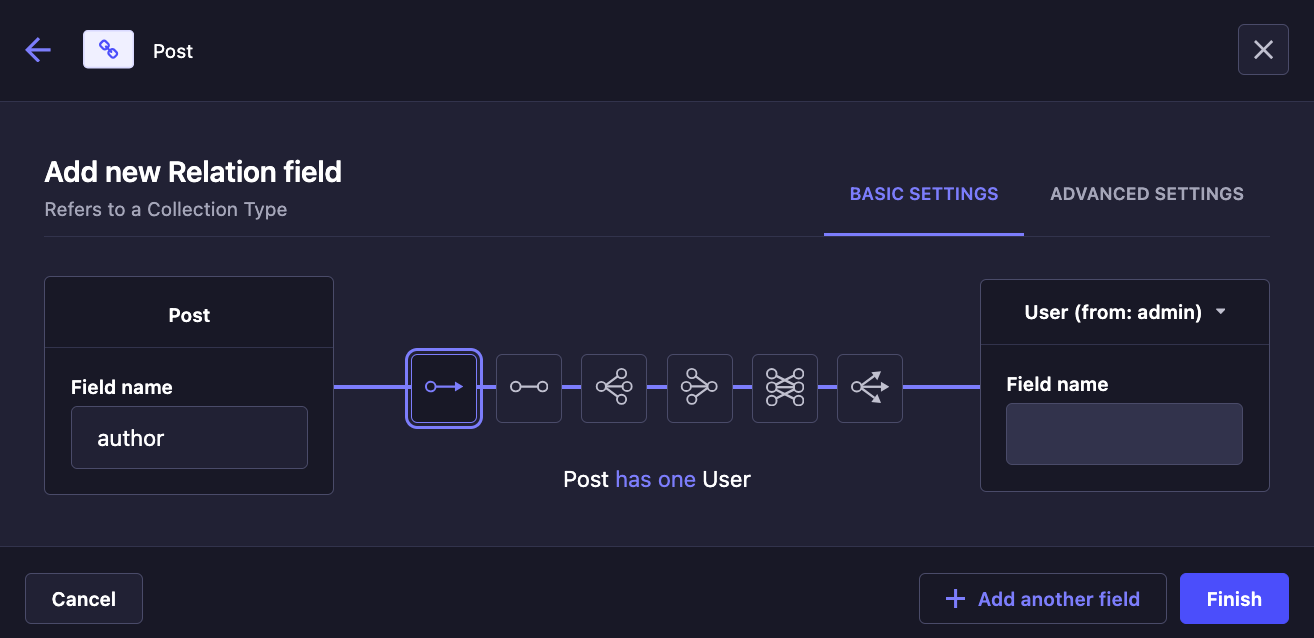 Post
Add new Relation field
Refers to a Collection Type
BASIC SETTINGS
ADVANCED SETTINGS
Post
Field name
author
Post has one User
User (from: admin)
Field name
Cancel
Add another field
Finish